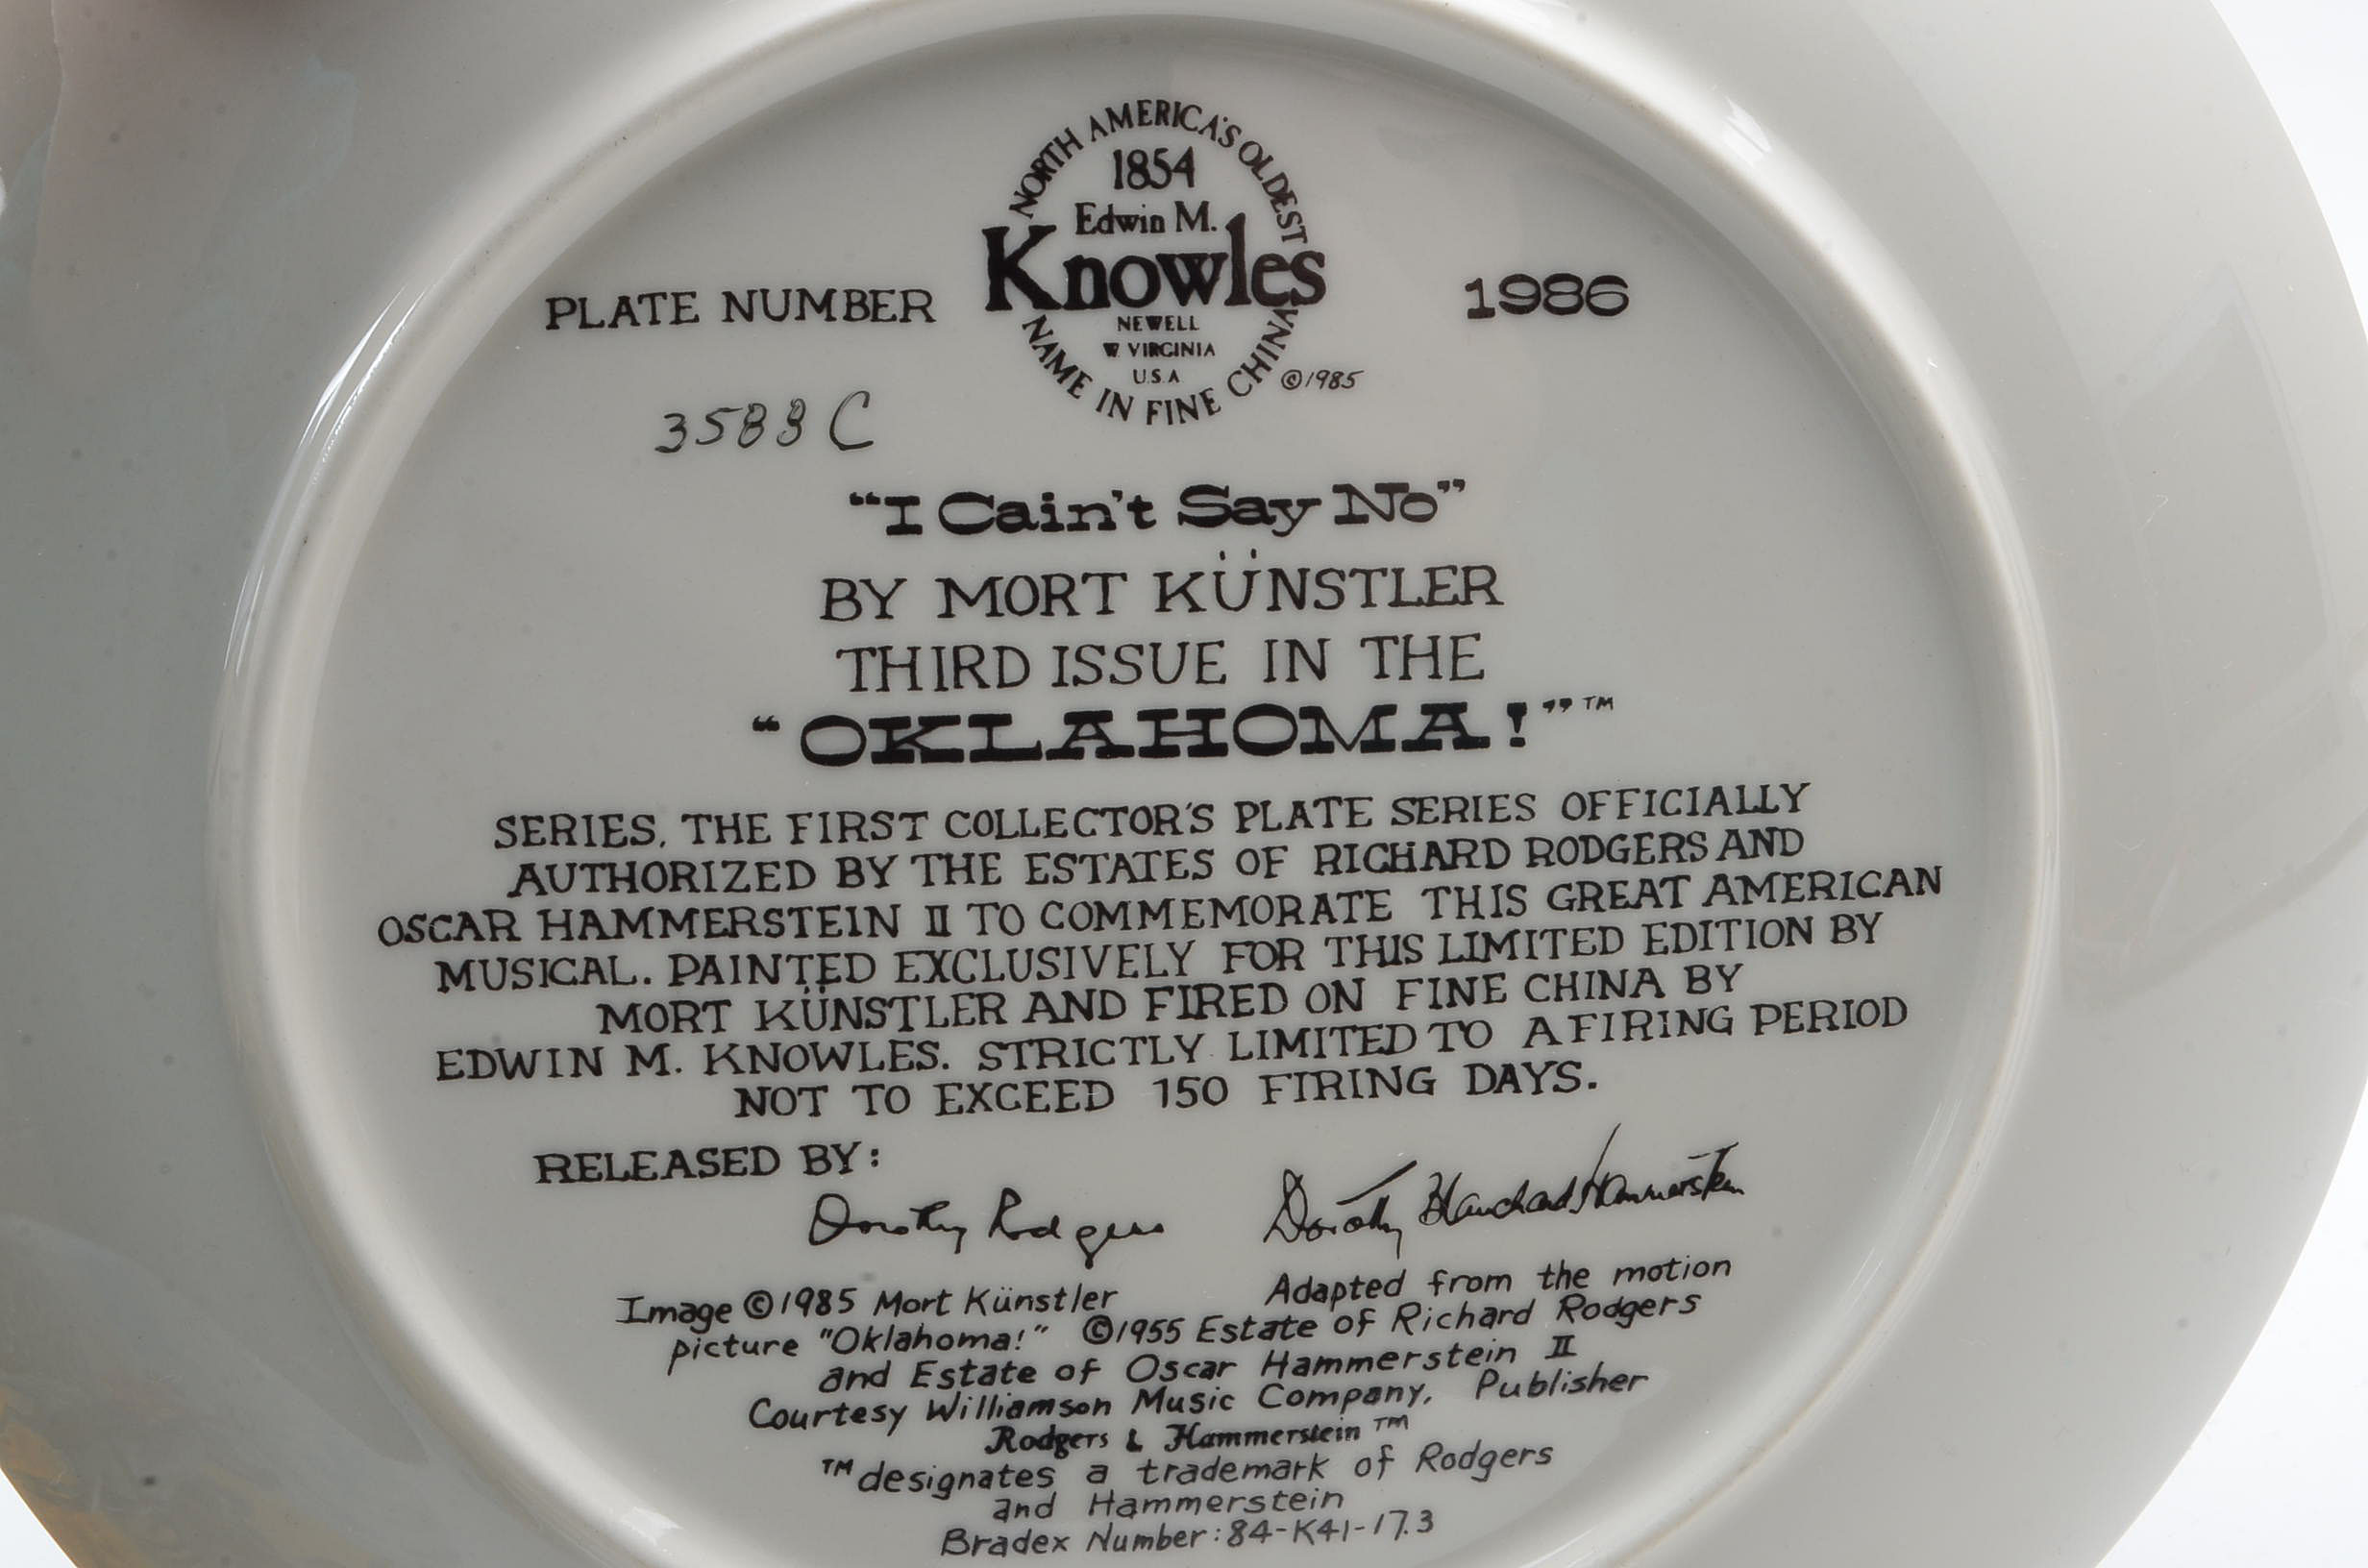 NORTH AMERICA'S OLDEST
1854
Edwin M.
Knowles
NEWELL
W. VIRGINIA
U.S.A
NAME IN FINE CHINA
©1985
PLATE NUMBER
1986
3588 C
“I Cain't Say No”
BY MORT KÜNSTLER
THIRD ISSUE IN THE
“OKLAHOMA!”™
SERIES, THE FIRST COLLECTOR'S PLATE SERIES OFFICIALLY
AUTHORIZED BY THE ESTATES OF RICHARD RODGERS AND
OSCAR HAMMERSTEIN II TO COMMEMORATE THIS GREAT AMERICAN
MUSICAL. PAINTED EXCLUSIVELY FOR THIS LIMITED EDITION BY
MORT KÜNSTLER AND FIRED ON FINE CHINA BY
EDWIN M. KNOWLES. STRICTLY LIMITED TO A FIRING PERIOD
NOT TO EXCEED 150 FIRING DAYS.
RELEASED BY:
Dorothy Rodgers Dorothy Blanchard Hammerstein
Image ©1985 Mort Künstler Adapted from the motion
picture "Oklahoma!" ©1955 Estate of Richard Rodgers
and Estate of Oscar Hammerstein II
Courtesy Williamson Music Company, Publisher
Rodgers & Hammerstein™
™designates a trademark of Rodgers
and Hammerstein
Bradex Number: 84-K41-17.3